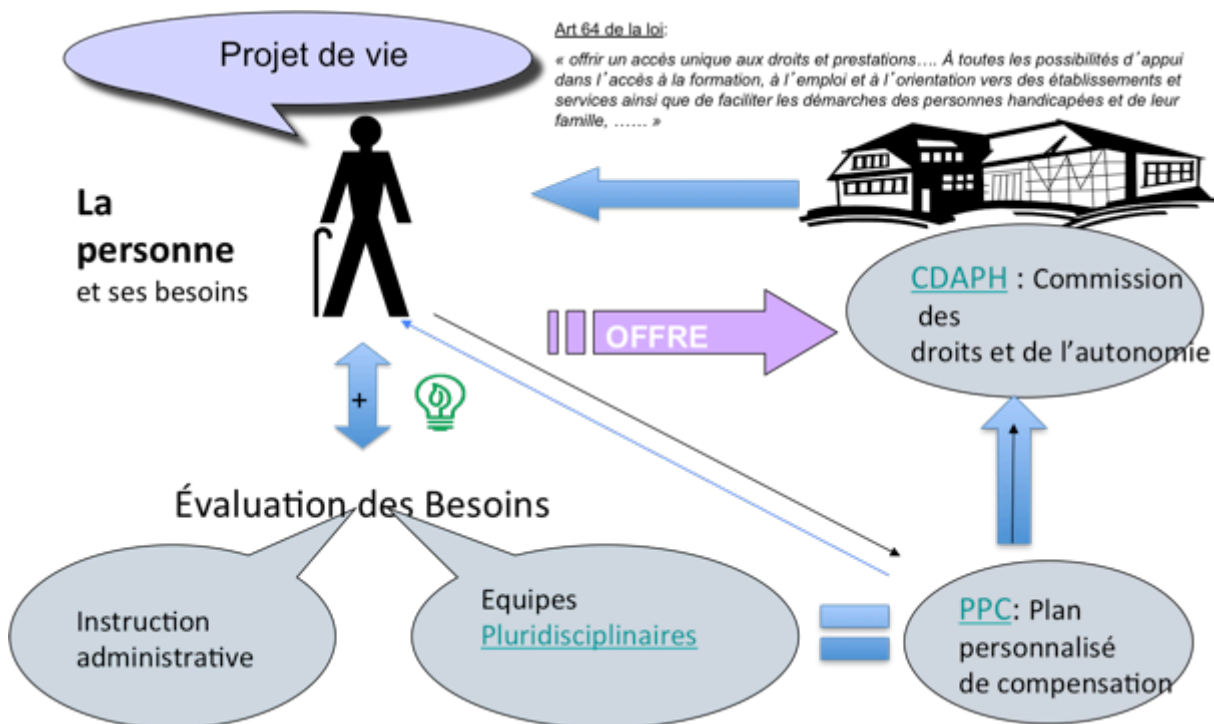 Projet de vie
Art 64 de la loi:
« offrir un accès unique aux droits et prestations…. À toutes les possibilités d’appui
dans l’accès à la formation, à l’emploi et à l’orientation vers des établissements et
services ainsi que de faciliter les démarches des personnes handicapées et de leur
famille, …… »
La
personne
et ses besoins
CDAPH : Commission
des
droits et de l’autonomie
OFFRE
+
Évaluation des Besoins
Instruction
administrative
Equipes
Pluridisciplinaires
PPC: Plan
personnalisé
de compensation